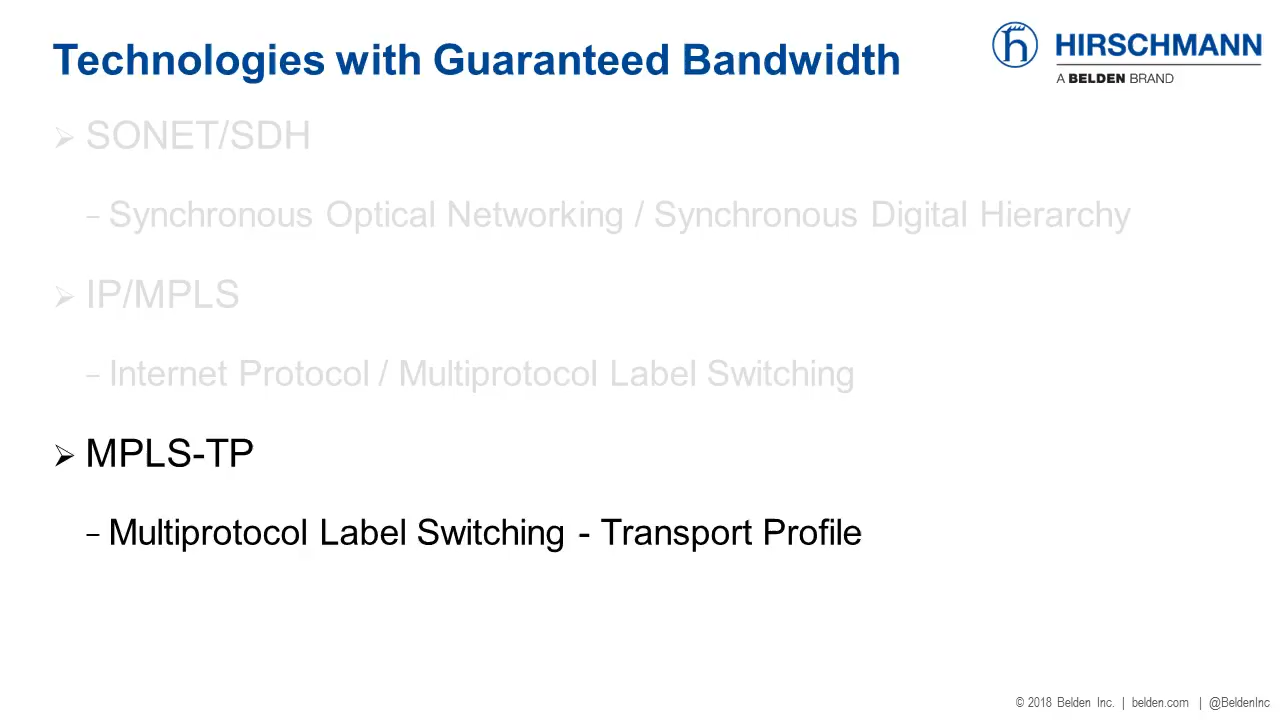 Technologies with Guaranteed Bandwidth
HIRSCHMANN
A BELDEN BRAND
➢ SONET/SDH
– Synchronous Optical Networking / Synchronous Digital Hierarchy
➢ IP/MPLS
– Internet Protocol / Multiprotocol Label Switching
➢ MPLS-TP
– Multiprotocol Label Switching - Transport Profile
© 2018 Belden Inc. | belden.com | @BeldenInc